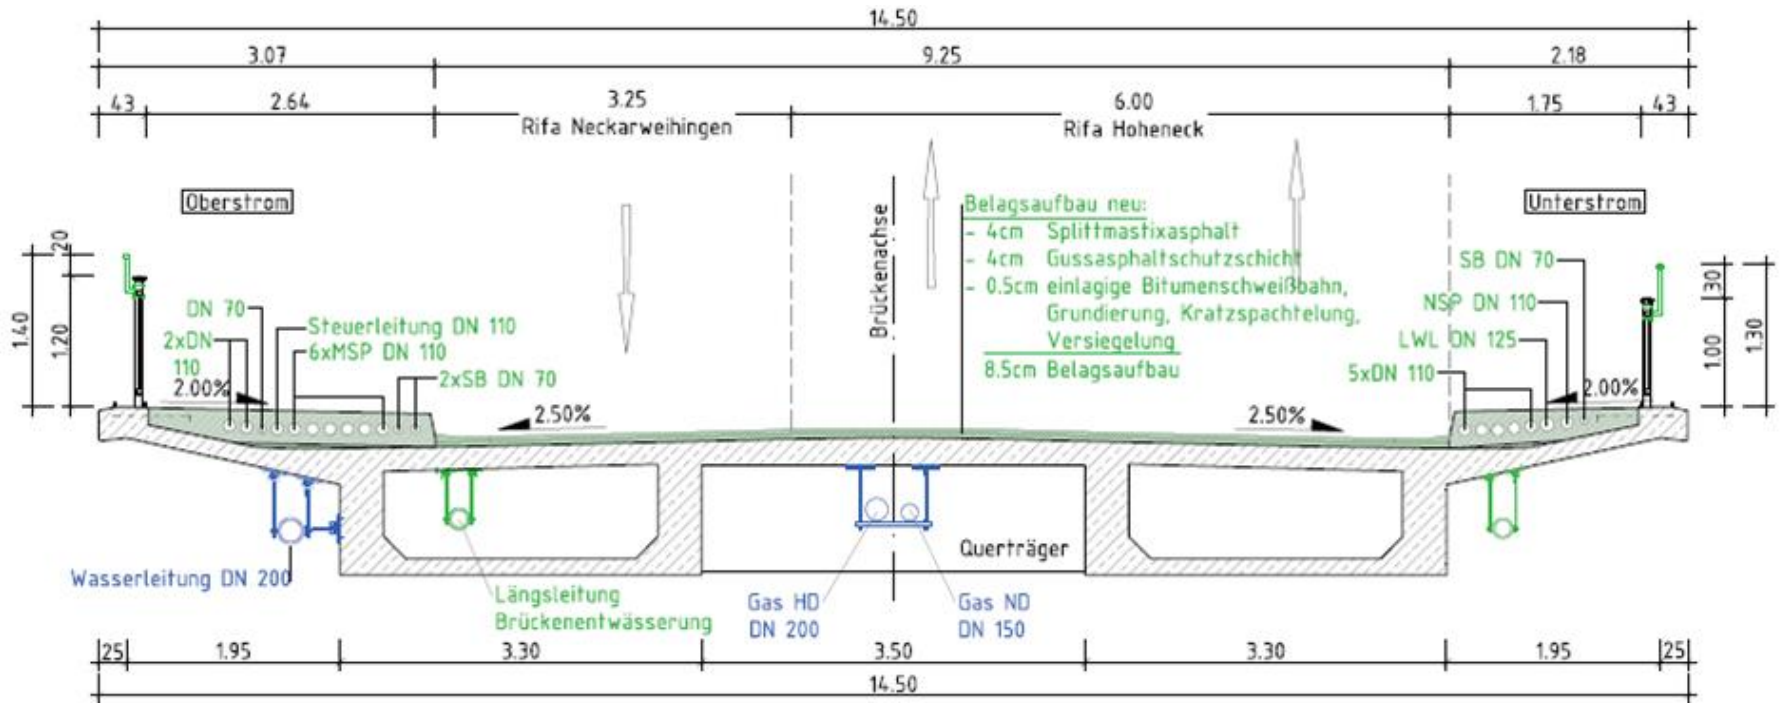 14.50
3.07 9.25 2.18
43 2.64 3.25 6.00 1.75 43
Rifa Neckarweihingen Rifa Hoheneck
Oberstrom
Unterstrom
Brückenachse
Belagsaufbau neu:
- 4cm Splittmastixasphalt
- 4cm Gussasphaltschutzschicht
- 0.5cm einlagige Bitumenschweißbahn,
Grundierung, Kratzspachtelung,
Versiegelung
8.5cm Belagsaufbau
1.40
.20
1.20
DN 70
2xDN
110
Steuerleitung DN 110
6xMSP DN 110
2xSB DN 70
2.00%
2.50%
SB DN 70
NSP DN 110
LWL DN 125
5xDN 110
2.00%
2.50%
.30
1.00
1.30
Wasserleitung DN 200
Längsleitung
Brückenentwässerung
Gas HD
DN 200
Gas ND
DN 150
Querträger
25 1.95 3.30 3.50 3.30 1.95 25
14.50